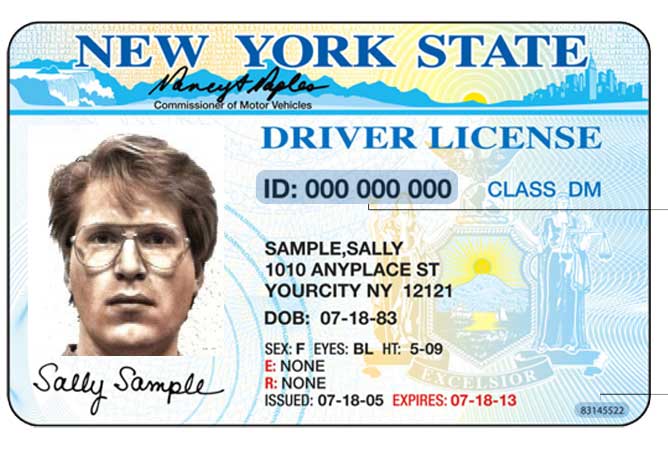 NEW YORK STATE
Nancy A Naples
Commissioner of Motor Vehicles
DRIVER LICENSE
ID: 000 000 000 CLASS DM
SAMPLE,SALLY
1010 ANYPLACE ST
YOURCITY NY 12121
DOB: 07-18-83
SEX: F EYES: BL HT: 5-09
E: NONE
R: NONE
ISSUED: 07-18-05 EXPIRES: 07-18-13
Sally Sample
EXCELSIOR
83145522